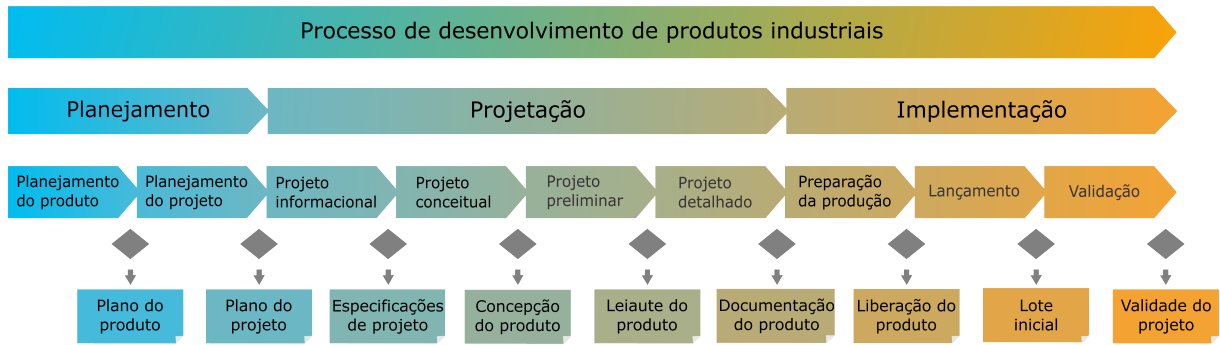 Processo de desenvolvimento de produtos industriais
Planejamento
Projetação
Implementação
Planejamento
do produto
Planejamento
do projeto
Projeto
informacional
Projeto
conceitual
Projeto
preliminar
Projeto
detalhado
Preparação
da produção
Lançamento
Validação
Plano do
produto
Plano do
projeto
Especificações
de projeto
Concepção
do produto
Leiaute do
produto
Documentação
do produto
Liberação do
produto
Lote
inicial
Validade do
projeto